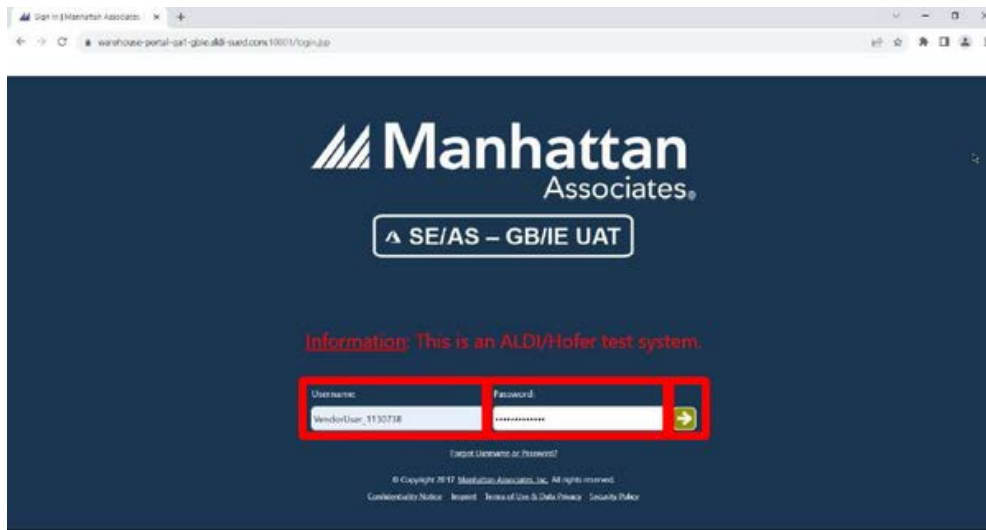 Sign In | Manhattan Associates
warehouse-portal-qa1-gbie.aldi-sued.com:10001/login.jsp
Manhattan
Associates®
SE/AS – GB/IE UAT
Information: This is an ALDI/Hofer test system.
Username: Password:
VendorUser_1130738 •••••••••••••
Forgot Username or Password?
© Copyright 2017 Manhattan Associates, Inc. All rights reserved.
Confidentiality Notice Imprint Terms of Use & Data Privacy Security Policy